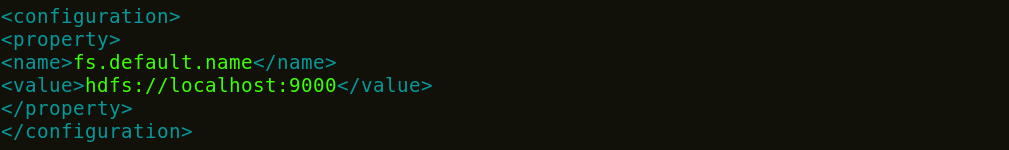 <configuration>
<property>
<name>fs.default.name</name>
<value>hdfs://localhost:9000</value>
</property>
</configuration>